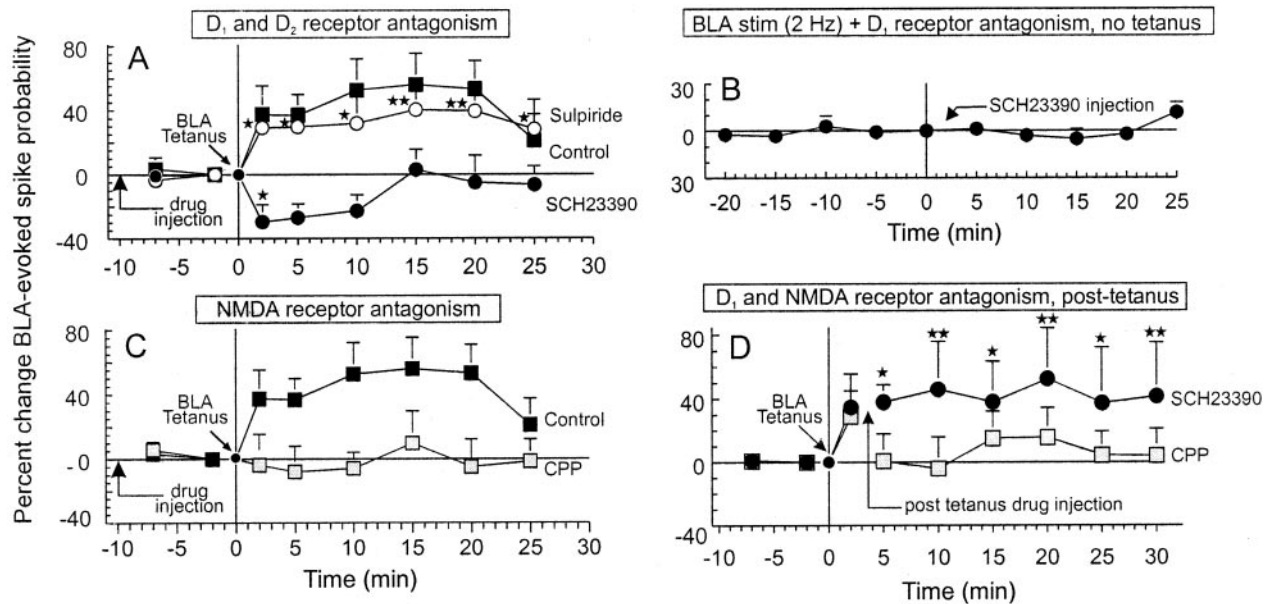 Percent change BLA-evoked spike probability
D₁ and D₂ receptor antagonism
A
80
40
0
-40
BLA
Tetanus
★ ★ ★ ★★ ★★ ★
★
Sulpiride
Control
SCH23390
drug
injection
-10 -5 0 5 10 15 20 25 30
BLA stim (2 Hz) + D₁ receptor antagonism, no tetanus
B
30
0
30
SCH23390 injection
-20 -15 -10 -5 0 5 10 15 20 25
Time (min)
NMDA receptor antagonism
C
80
40
- 0
-40
BLA
Tetanus
Control
CPP
drug
injection
-10 -5 0 5 10 15 20 25 30
Time (min)
D₁ and NMDA receptor antagonism, post-tetanus
D
80
40
0
-40
BLA
Tetanus
★ ★★ ★ ★★ ★ ★★
SCH23390
CPP
post tetanus drug injection
-10 -5 0 5 10 15 20 25 30
Time (min)